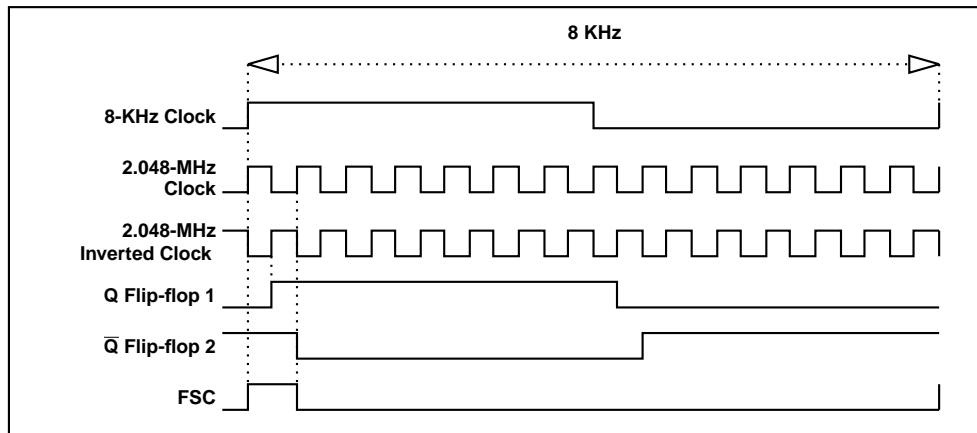 8 KHz
8-KHz Clock
2.048-MHz
Clock
2.048-MHz
Inverted Clock
Q Flip-flop 1
Q̅ Flip-flop 2
FSC